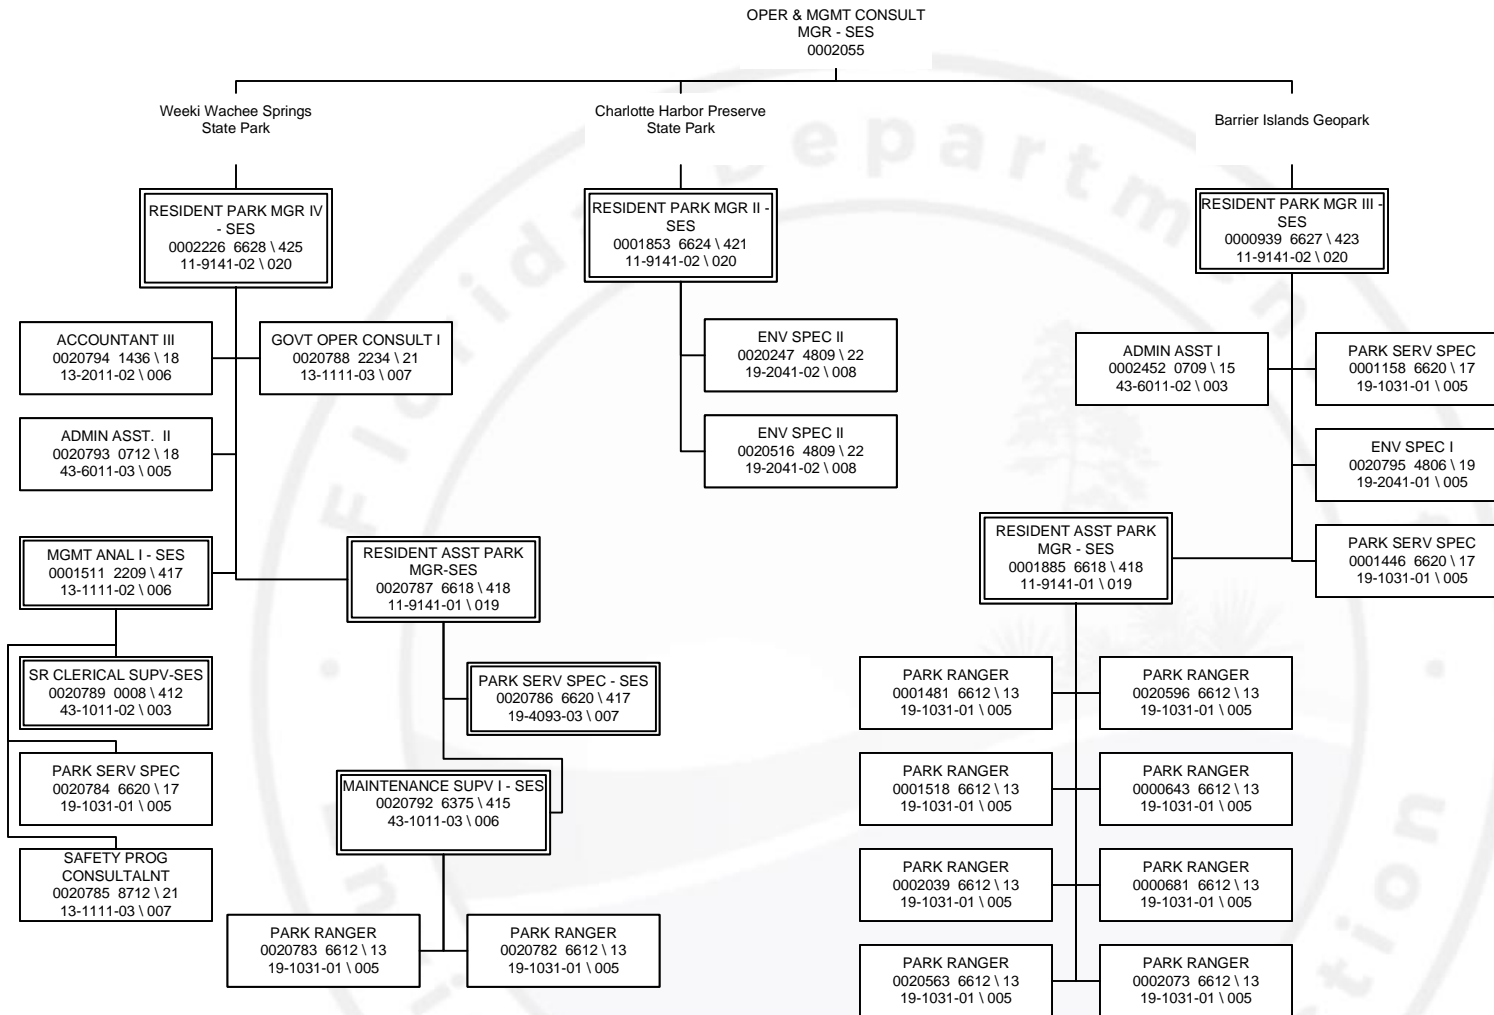 OPER & MGMT CONSULT
MGR - SES
0002055
Weeki Wachee Springs
State Park
Charlotte Harbor Preserve
State Park
Barrier Islands Geopark
RESIDENT PARK MGR IV
- SES
0002226 6628 \ 425
11-9141-02 \ 020
RESIDENT PARK MGR II -
SES
0001853 6624 \ 421
11-9141-02 \ 020
RESIDENT PARK MGR III -
SES
0000939 6627 \ 423
11-9141-02 \ 020
ACCOUNTANT III
0020794 1436 \ 18
13-2011-02 \ 006
GOVT OPER CONSULT I
0020788 2234 \ 21
13-1111-03 \ 007
ADMIN ASST. II
0020793 0712 \ 18
43-6011-03 \ 005
MGMT ANAL I - SES
0001511 2209 \ 417
13-1111-02 \ 006
SR CLERICAL SUPV-SES
0020789 0008 \ 412
43-1011-02 \ 003
PARK SERV SPEC
0020784 6620 \ 17
19-1031-01 \ 005
SAFETY PROG
CONSULTALNT
0020785 8712 \ 21
13-1111-03 \ 007
RESIDENT ASST PARK
MGR-SES
0020787 6618 \ 418
11-9141-01 \ 019
PARK SERV SPEC - SES
0020786 6620 \ 417
19-4093-03 \ 007
MAINTENANCE SUPV I - SES
0020792 6375 \ 415
43-1011-03 \ 006
PARK RANGER
0020783 6612 \ 13
19-1031-01 \ 005
PARK RANGER
0020782 6612 \ 13
19-1031-01 \ 005
ENV SPEC II
0020247 4809 \ 22
19-2041-02 \ 008
ENV SPEC II
0020516 4809 \ 22
19-2041-02 \ 008
ADMIN ASST I
0002452 0709 \ 15
43-6011-02 \ 003
PARK SERV SPEC
0001158 6620 \ 17
19-1031-01 \ 005
ENV SPEC I
0020795 4806 \ 19
19-2041-01 \ 005
PARK SERV SPEC
0001446 6620 \ 17
19-1031-01 \ 005
RESIDENT ASST PARK
MGR - SES
0001885 6618 \ 418
11-9141-01 \ 019
PARK RANGER
0001481 6612 \ 13
19-1031-01 \ 005
PARK RANGER
0020596 6612 \ 13
19-1031-01 \ 005
PARK RANGER
0001518 6612 \ 13
19-1031-01 \ 005
PARK RANGER
0000643 6612 \ 13
19-1031-01 \ 005
PARK RANGER
0002039 6612 \ 13
19-1031-01 \ 005
PARK RANGER
0000681 6612 \ 13
19-1031-01 \ 005
PARK RANGER
0020563 6612 \ 13
19-1031-01 \ 005
PARK RANGER
0002073 6612 \ 13
19-1031-01 \ 005